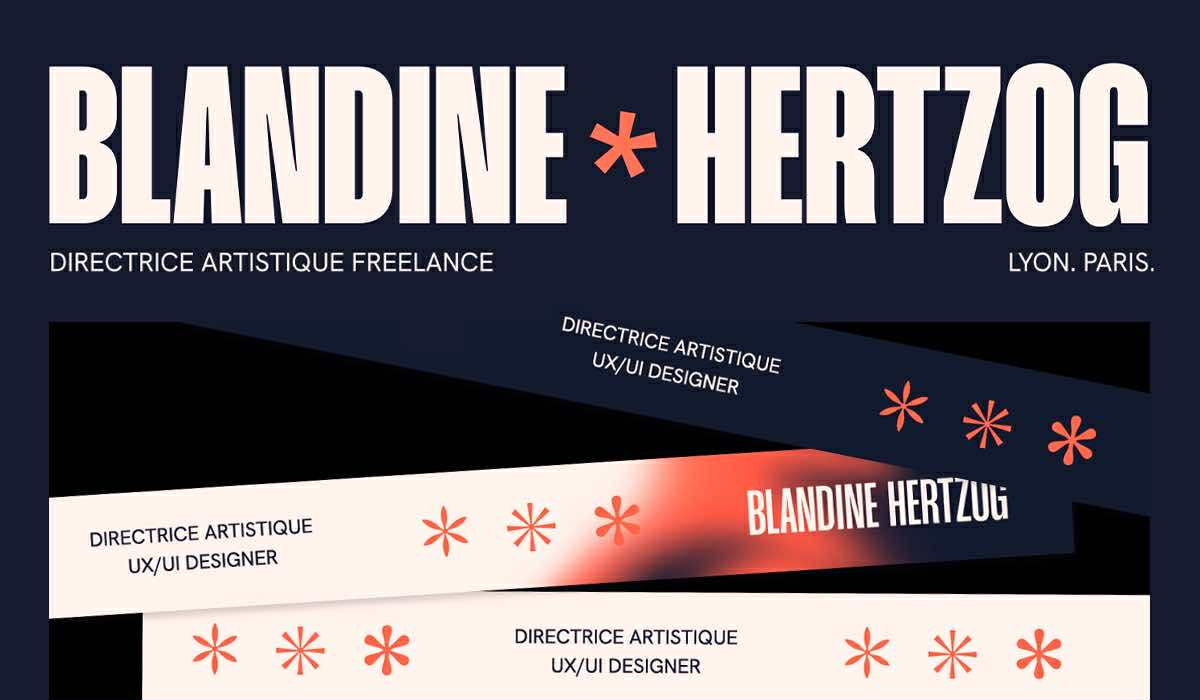 BLANDINE * HERTZOG
DIRECTRICE ARTISTIQUE FREELANCE
LYON. PARIS.
DIRECTRICE ARTISTIQUE
UX/UI DESIGNER
BLANDINE HERTZOG
DIRECTRICE ARTISTIQUE
UX/UI DESIGNER
DIRECTRICE ARTISTIQUE
UX/UI DESIGNER